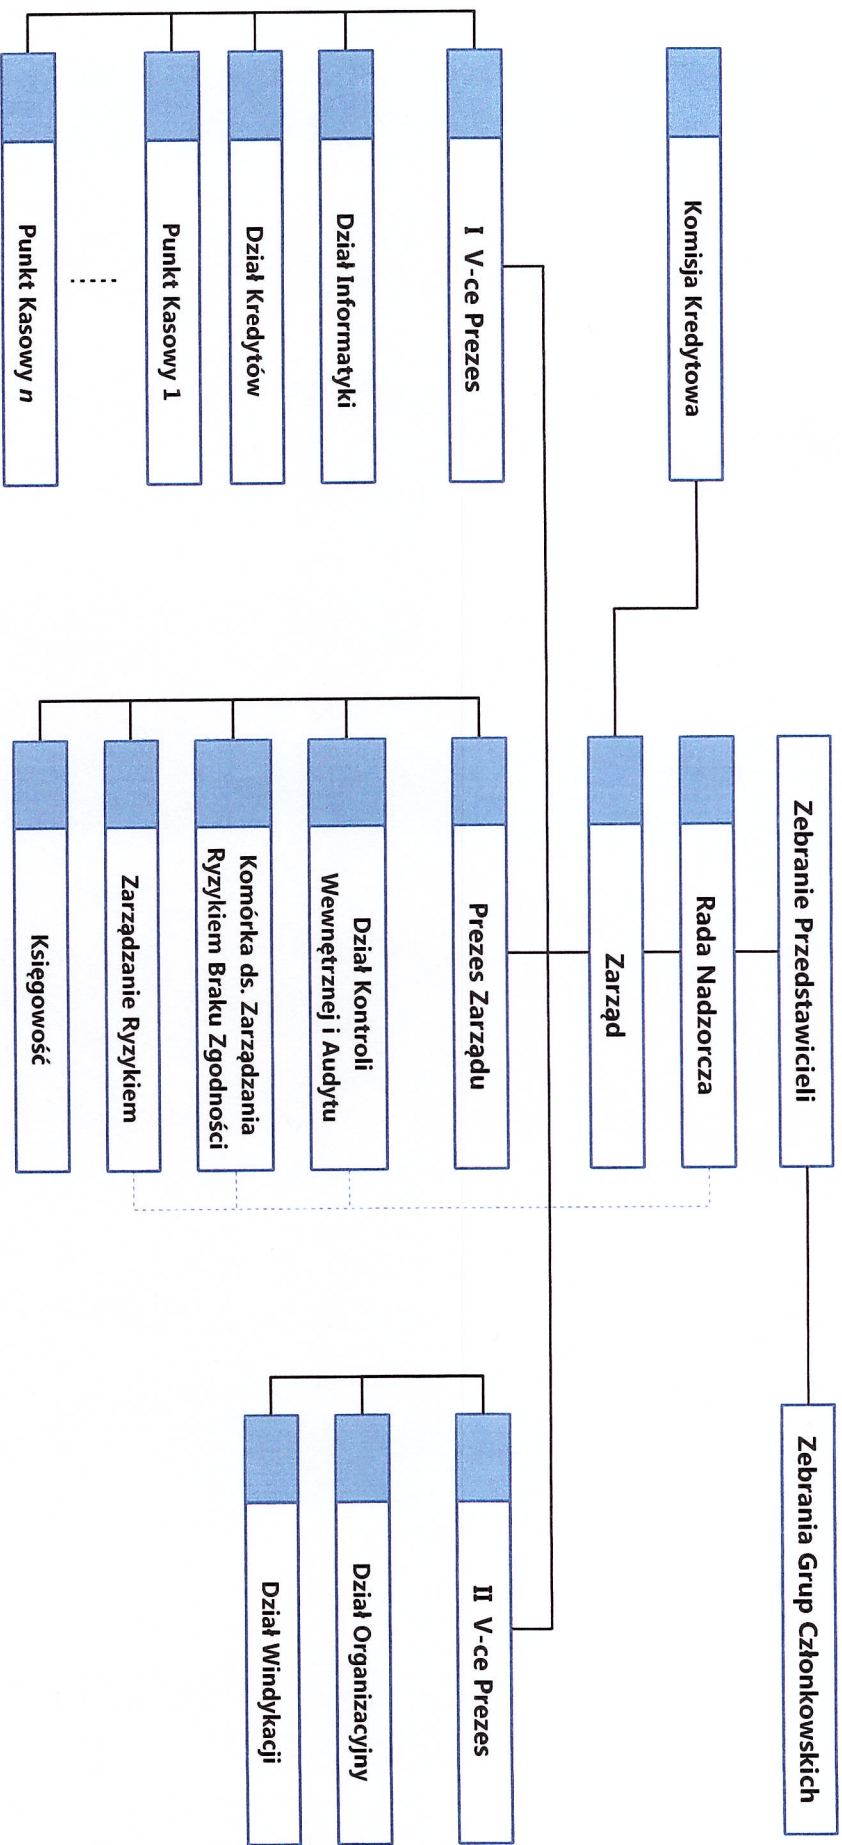 Zebranie Przedstawicieli
Zebrania Grup Członkowskich
Komisja Kredytowa
Rada Nadzorcza
Zarząd
I V-ce Prezes
Prezes Zarządu
II V-ce Prezes
Dział Informatyki
Dział Kredytów
Punkt Kasowy 1
........
Punkt Kasowy n
Dział Kontroli
Wewnętrznej i Audytu
Komórka ds. Zarządzania
Ryzykiem Braku Zgodności
Zarządzanie Ryzykiem
Księgowość
Dział Organizacyjny
Dział Windykacji